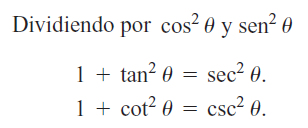 Dividiendo por cos² θ y sen² θ
1 + tan² θ = sec² θ.
1 + cot² θ = csc² θ.